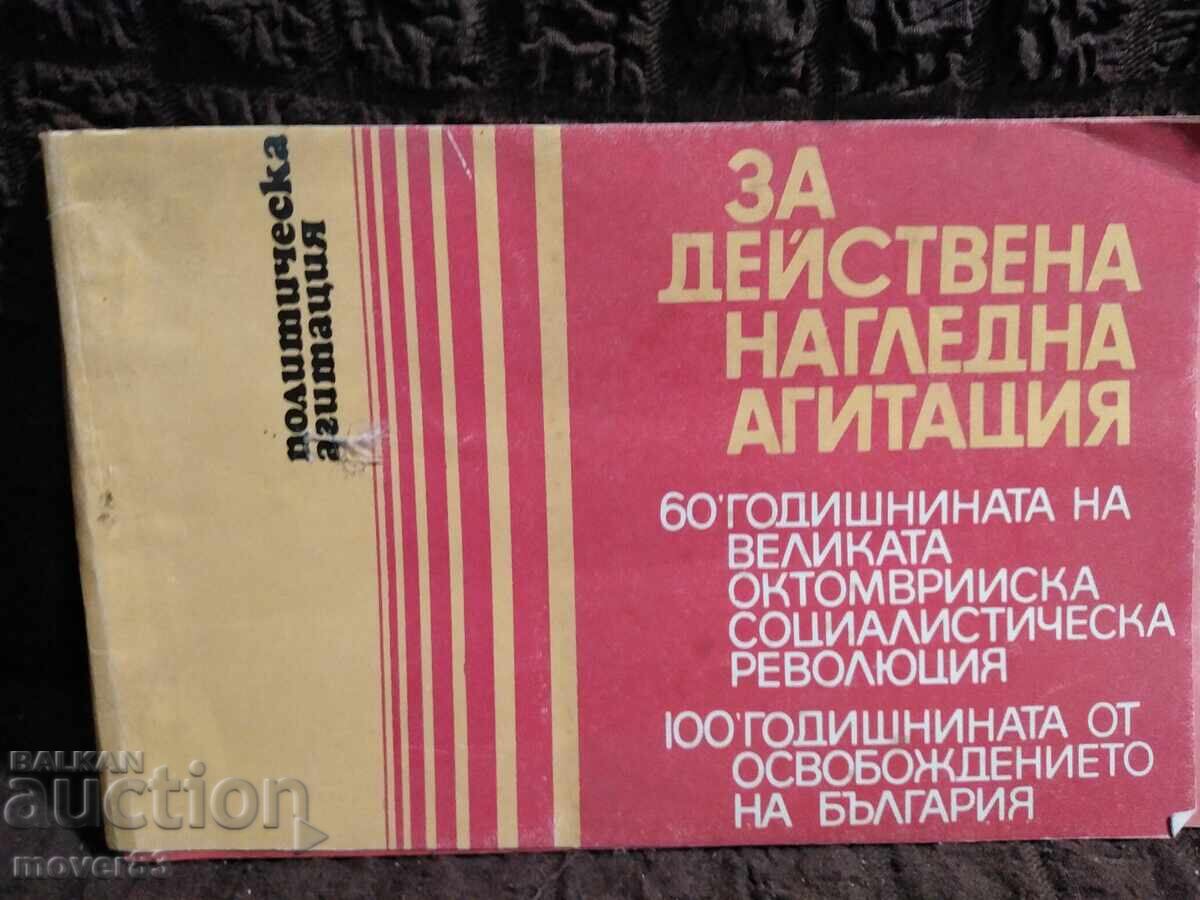 политическа
агитация
ЗА
ДЕЙСТВЕНА
НАГЛЕДНА
АГИТАЦИЯ
60'ГОДИШНИНАТА НА
ВЕЛИКАТА
ОКТОМВРИИСКА
СОЦИАЛИСТИЧЕСКА
РЕВОЛЮЦИЯ
100'ГОДИШНИНАТА ОТ
ОСВОБОЖДЕНИЕТО
НА БЪЛГАРИЯ
BALKAN
auction
mover63